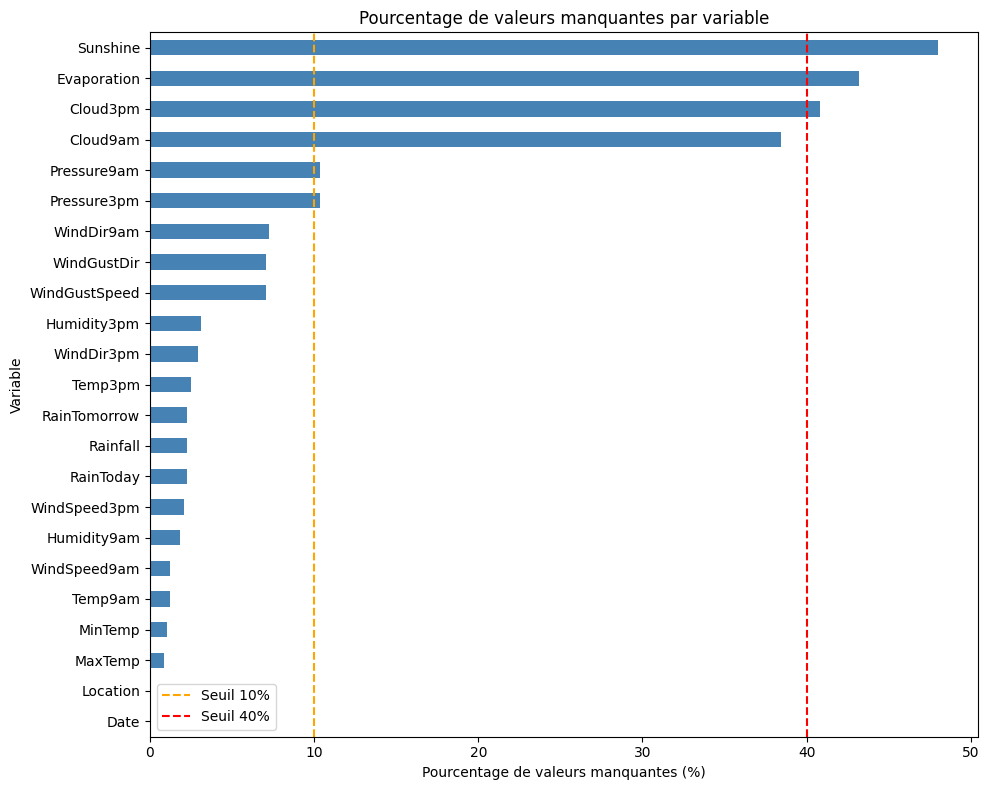 Pourcentage de valeurs manquantes par variable
Variable
Sunshine
Evaporation
Cloud3pm
Cloud9am
Pressure9am
Pressure3pm
WindDir9am
WindGustDir
WindGustSpeed
Humidity3pm
WindDir3pm
Temp3pm
RainTomorrow
Rainfall
RainToday
WindSpeed3pm
Humidity9am
WindSpeed9am
Temp9am
MinTemp
MaxTemp
Location
Date
Seuil 10%
Seuil 40%
0 10 20 30 40 50
Pourcentage de valeurs manquantes (%)